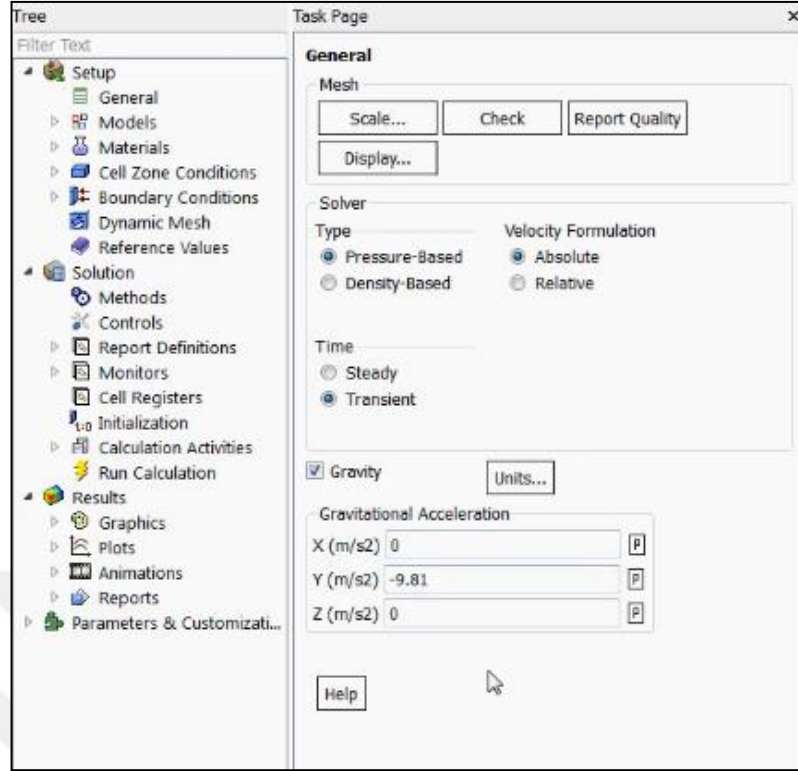 Tree
Filter Text
Setup
General
Models
Materials
Cell Zone Conditions
Boundary Conditions
Dynamic Mesh
Reference Values
Solution
Methods
Controls
Report Definitions
Monitors
Cell Registers
t=0 Initialization
Calculation Activities
Run Calculation
Results
Graphics
Plots
Animations
Reports
Parameters & Customizati...
Task Page
General
Mesh
Scale... Check Report Quality
Display...
Solver
Type Velocity Formulation
Pressure-Based Absolute
Density-Based Relative
Time
Steady
Transient
Gravity Units...
Gravitational Acceleration
X (m/s2) 0 P
Y (m/s2) -9.81 P
Z (m/s2) 0 P
Help